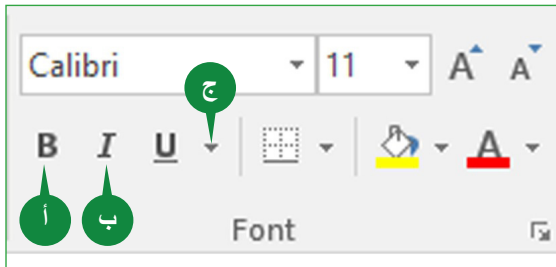 Calibri 11 A A
ج
B I U A
أ ب
Font